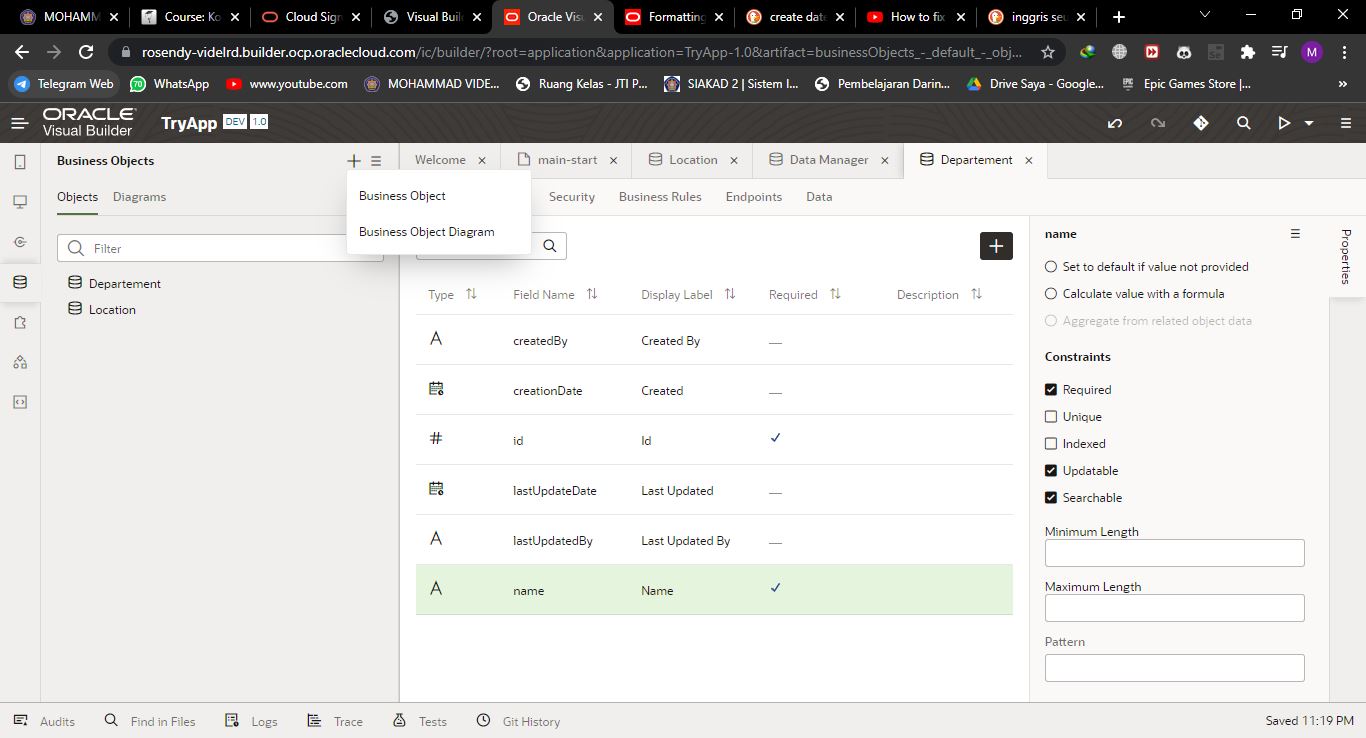 MOHAMM
Course: Ko
Cloud Sign
Visual Buil
Oracle Visu
Formatting
create date
How to fix
inggris seu
rosendy-videlrd.builder.ocp.oraclecloud.com/ic/builder/?root=application&application=TryApp-1.0&artifact=businessObjects_-_default_-_obj...
M
Telegram Web
WhatsApp
www.youtube.com
MOHAMMAD VIDE...
Ruang Kelas - JTI P...
SIAKAD 2 | Sistem I...
Pembelajaran Darin...
Drive Saya - Google...
Epic Games Store |...
ORACLE
Visual Builder
TryApp DEV 1.0
Business Objects
Welcome
main-start
Location
Data Manager
Departement
Objects Diagrams
Business Object
Business Object Diagram
Security Business Rules Endpoints Data
Filter
Departement
Location
Type Field Name Display Label Required Description
A createdBy Created By
creationDate Created
# id Id
lastUpdateDate Last Updated
A lastUpdatedBy Last Updated By
A name Name
name
Set to default if value not provided
Calculate value with a formula
Aggregate from related object data
Constraints
Required
Unique
Indexed
Updatable
Searchable
Minimum Length
Maximum Length
Pattern
Properties
Audits Find in Files Logs Trace Tests Git History Saved 11:19 PM